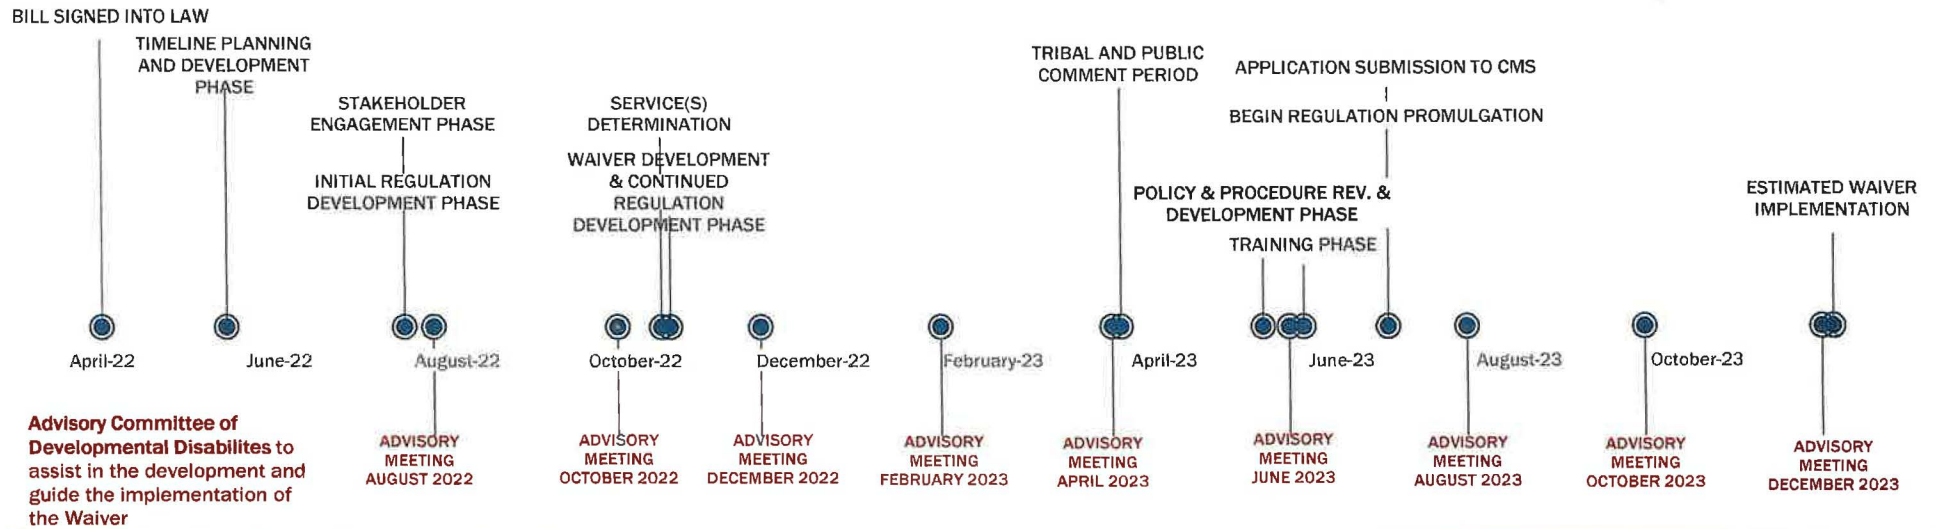 BILL SIGNED INTO LAW
TIMELINE PLANNING
AND DEVELOPMENT
PHASE
STAKEHOLDER
ENGAGEMENT PHASE
INITIAL REGULATION
DEVELOPMENT PHASE
SERVICE(S)
DETERMINATION
WAIVER DEVELOPMENT
& CONTINUED
REGULATION
DEVELOPMENT PHASE
TRIBAL AND PUBLIC
COMMENT PERIOD
APPLICATION SUBMISSION TO CMS
BEGIN REGULATION PROMULGATION
POLICY & PROCEDURE REV. &
DEVELOPMENT PHASE
TRAINING PHASE
ESTIMATED WAIVER
IMPLEMENTATION
April-22
June-22
August-22
October-22
December-22
February-23
April-23
June-23
August-23
October-23
Advisory Committee of
Developmental Disabilites to
assist in the development and
guide the implementation of
the Waiver
ADVISORY
MEETING
AUGUST 2022
ADVISORY
MEETING
OCTOBER 2022
ADVISORY
MEETING
DECEMBER 2022
ADVISORY
MEETING
FEBRUARY 2023
ADVISORY
MEETING
APRIL 2023
ADVISORY
MEETING
JUNE 2023
ADVISORY
MEETING
AUGUST 2023
ADVISORY
MEETING
OCTOBER 2023
ADVISORY
MEETING
DECEMBER 2023